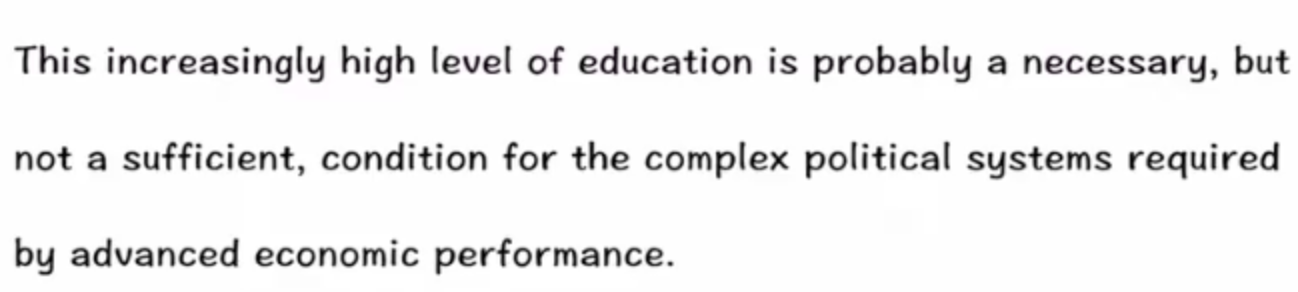 This increasingly high level of education is probably a necessary, but
not a sufficient, condition for the complex political systems required
by advanced economic performance.